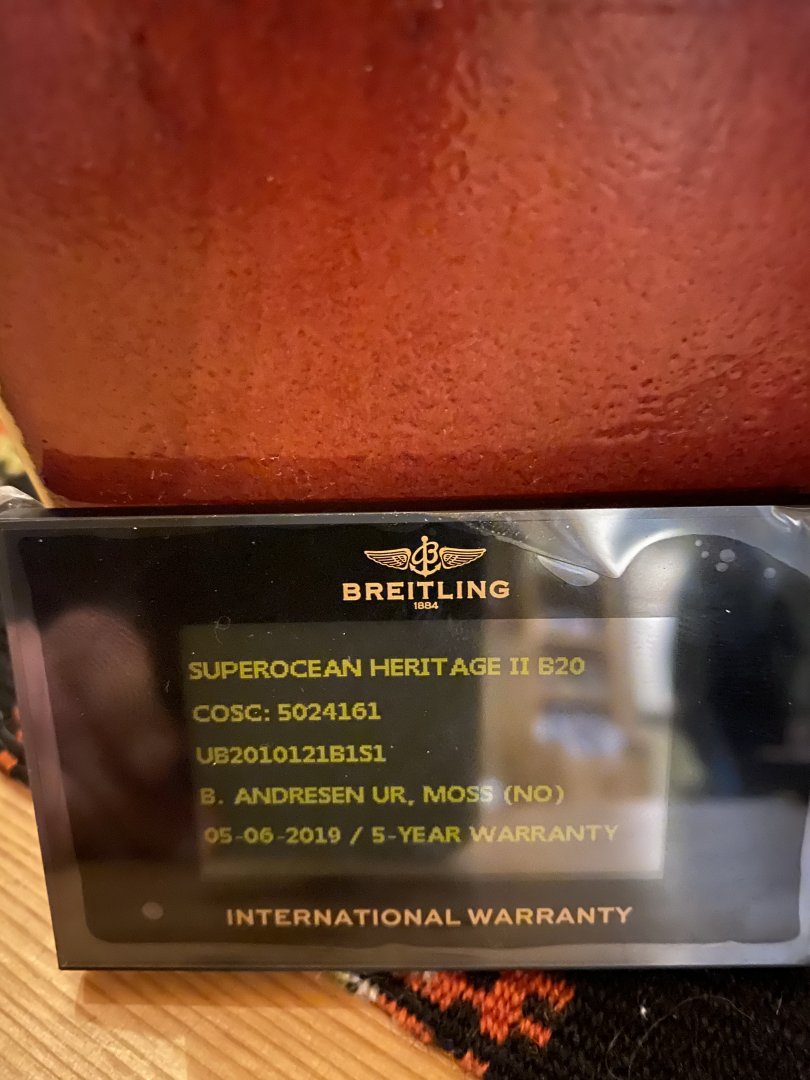 BREITLING
1884
SUPEROCEAN HERITAGE II B20
COSC: 5024161
UB2010121B1S1
B. ANDRESEN UR, MOSS (NO)
05-06-2019 / 5-YEAR WARRANTY
INTERNATIONAL WARRANTY